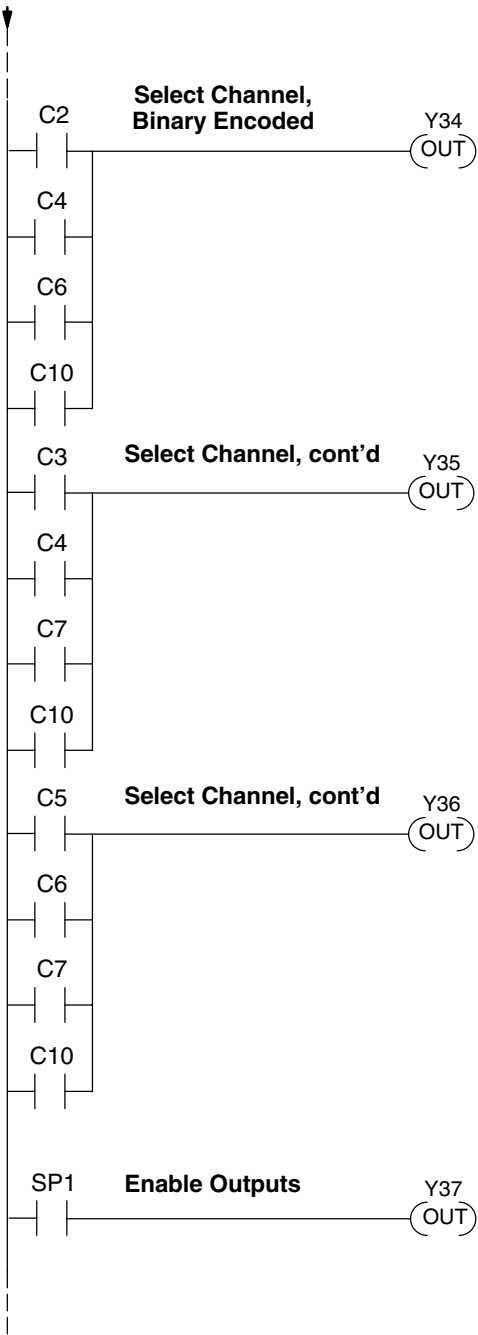 Select Channel,
C2 Binary Encoded Y34
OUT
C4
C6
C10
C3 Select Channel, cont’d Y35
OUT
C4
C7
C10
C5 Select Channel, cont’d Y36
OUT
C6
C7
C10
SP1 Enable Outputs Y37
OUT